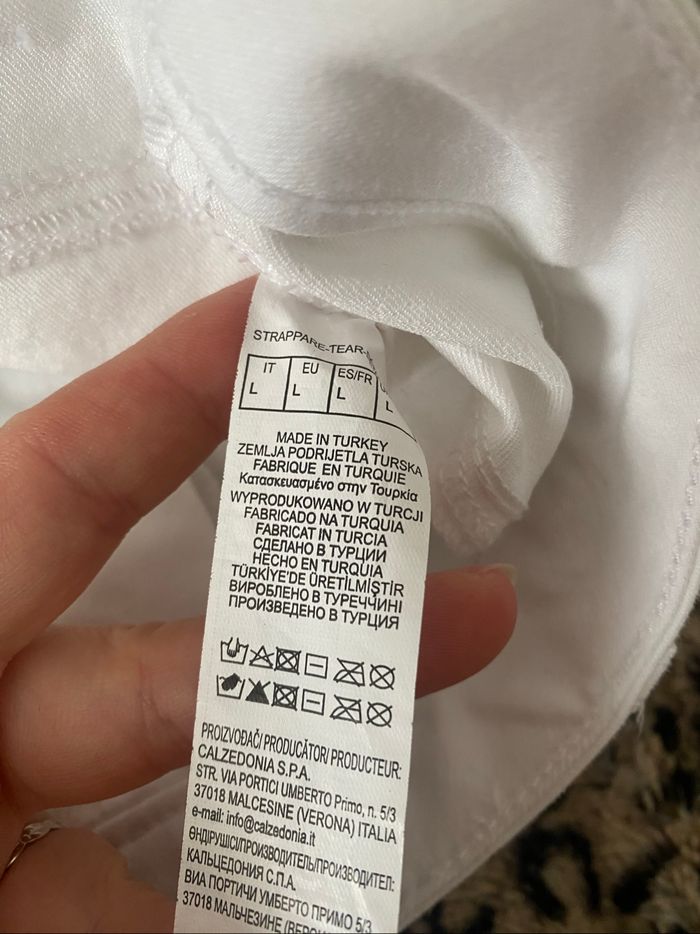 STRAPPARE-TEAR-
IT EU ES/FR
L L L L
MADE IN TURKEY
ZEMLJA PODRIJETLA TURSKA
FABRIQUE EN TURQUIE
Κατασκευασμένο στην Τουρκία
WYPRODUKOWANO W TURCJI
FABRICADO NA TURQUIA
FABRICAT IN TURCIA
СДЕЛАНО В ТУРЦИИ
HECHO EN TURQUIA
TÜRKİYE'DE ÜRETİLMİŞTİR
ВИРОБЛЕНО В ТУРЕЧЧИНІ
ПРОИЗВЕДЕНО В ТУРЦИЯ
PROIZVOĐAČ/ PRODUCĂTOR/ PRODUCTEUR:
CALZEDONIA S.P.A.
STR. VIA PORTICI UMBERTO Primo, n. 5/3
37018 MALCESINE (VERONA) ITALIA
e-mail: info@calzedonia.it
ӨНДІРУШІСІ/ПРОИЗВОДИТЕЛЬ/ПРОИЗВОДИТЕЛ:
КАЛЬЦЕДОНИЯ С.П.А.
ВИА ПОРТИЧИ УМБЕРТО ПРИМО 5/3
37018 МАЛЬЧЕЗИНЕ